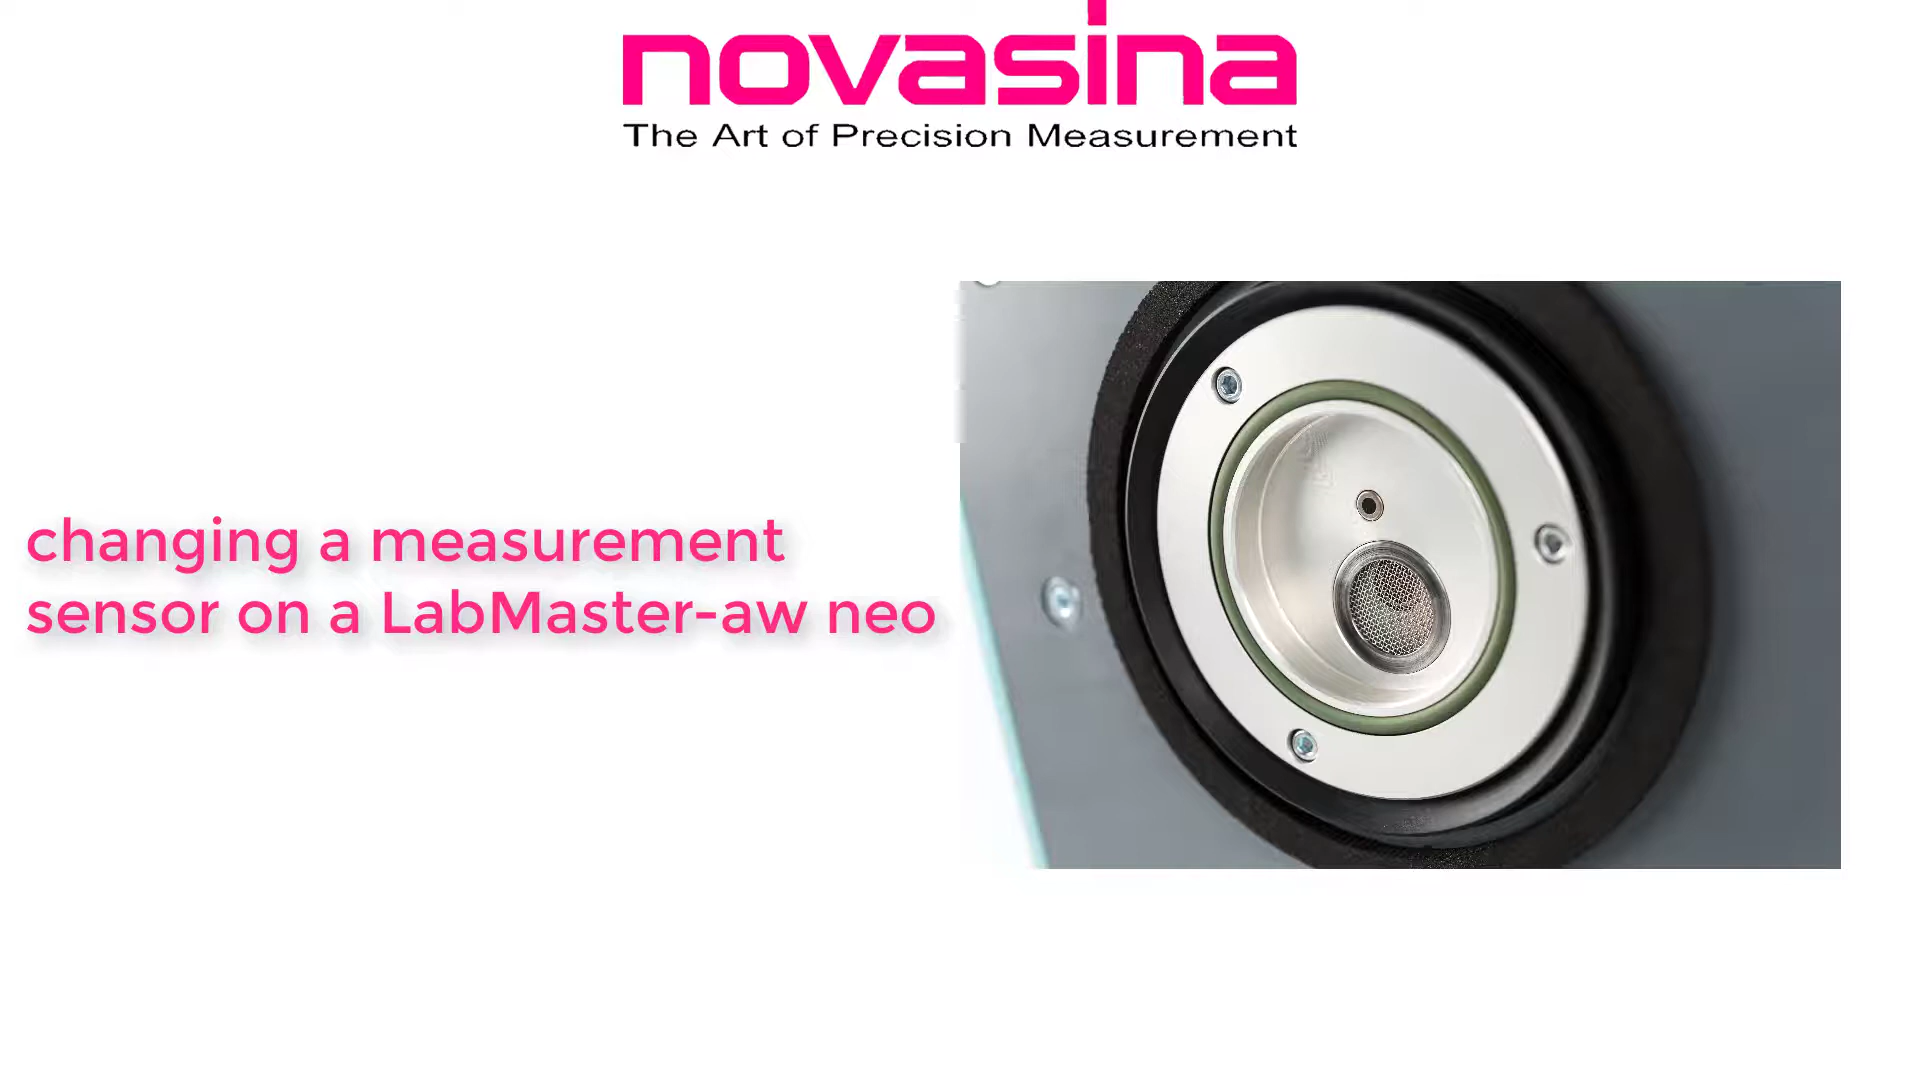 novasina
The Art of Precision Measurement
changing a measurement
sensor on a LabMaster-aw neo